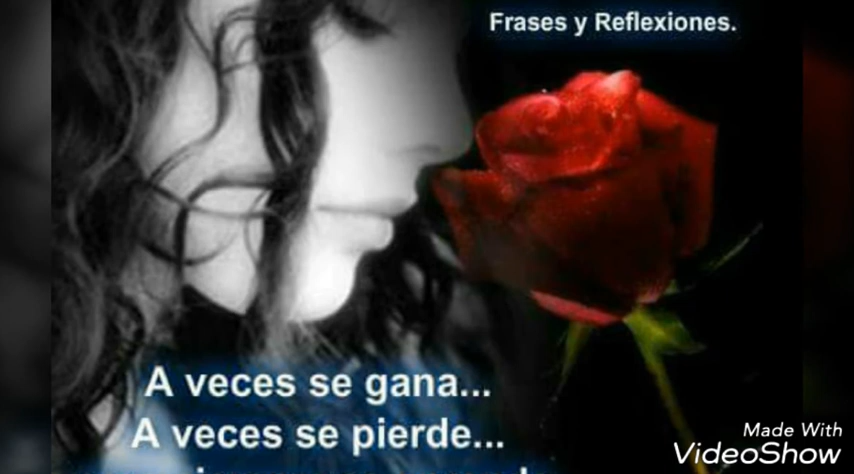 Frases y Reflexiones.
A veces se gana...
A veces se pierde...
Made With
VideoShow